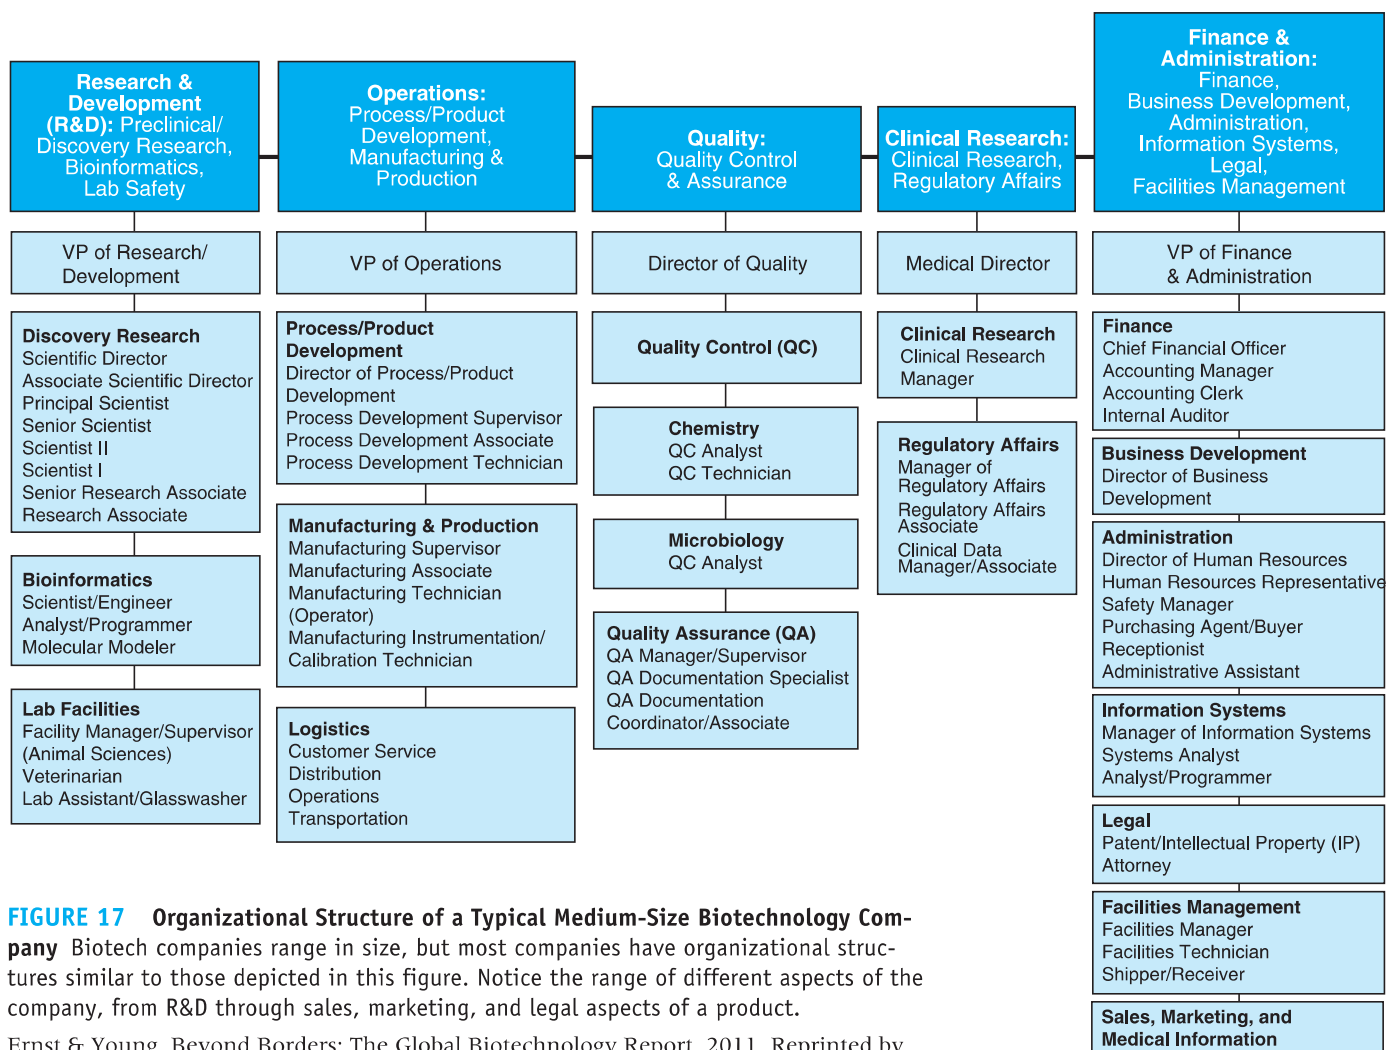 Research &
Development
(R&D): Preclinical/
Discovery Research,
Bioinformatics,
Lab Safety
VP of Research/
Development
Discovery Research
Scientific Director
Associate Scientific Director
Principal Scientist
Senior Scientist
Scientist II
Scientist I
Senior Research Associate
Research Associate
Bioinformatics
Scientist/Engineer
Analyst/Programmer
Molecular Modeler
Lab Facilities
Facility Manager/Supervisor
(Animal Sciences)
Veterinarian
Lab Assistant/Glasswasher
Operations:
Process/Product
Development,
Manufacturing &
Production
VP of Operations
Process/Product
Development
Director of Process/Product
Development
Process Development Supervisor
Process Development Associate
Process Development Technician
Manufacturing & Production
Manufacturing Supervisor
Manufacturing Associate
Manufacturing Technician
(Operator)
Manufacturing Instrumentation/
Calibration Technician
Logistics
Customer Service
Distribution
Operations
Transportation
Quality:
Quality Control
& Assurance
Director of Quality
Quality Control (QC)
Chemistry
QC Analyst
QC Technician
Microbiology
QC Analyst
Quality Assurance (QA)
QA Manager/Supervisor
QA Documentation Specialist
QA Documentation
Coordinator/Associate
Clinical Research:
Clinical Research,
Regulatory Affairs
Medical Director
Clinical Research
Clinical Research
Manager
Regulatory Affairs
Manager of
Regulatory Affairs
Regulatory Affairs
Associate
Clinical Data
Manager/Associate
Finance &
Administration:
Finance,
Business Development,
Administration,
Information Systems,
Legal,
Facilities Management
VP of Finance
& Administration
Finance
Chief Financial Officer
Accounting Manager
Accounting Clerk
Internal Auditor
Business Development
Director of Business
Development
Administration
Director of Human Resources
Human Resources Representative
Safety Manager
Purchasing Agent/Buyer
Receptionist
Administrative Assistant
Information Systems
Manager of Information Systems
Systems Analyst
Analyst/Programmer
Legal
Patent/Intellectual Property (IP)
Attorney
Facilities Management
Facilities Manager
Facilities Technician
Shipper/Receiver
Sales, Marketing, and
Medical Information
FIGURE 17 Organizational Structure of a Typical Medium-Size Biotechnology Com-
pany Biotech companies range in size, but most companies have organizational struc-
tures similar to those depicted in this figure. Notice the range of different aspects of the
company, from R&D through sales, marketing, and legal aspects of a product.
Ernst & Young, Beyond Borders: The Global Biotechnology Report, 2011. Reprinted by